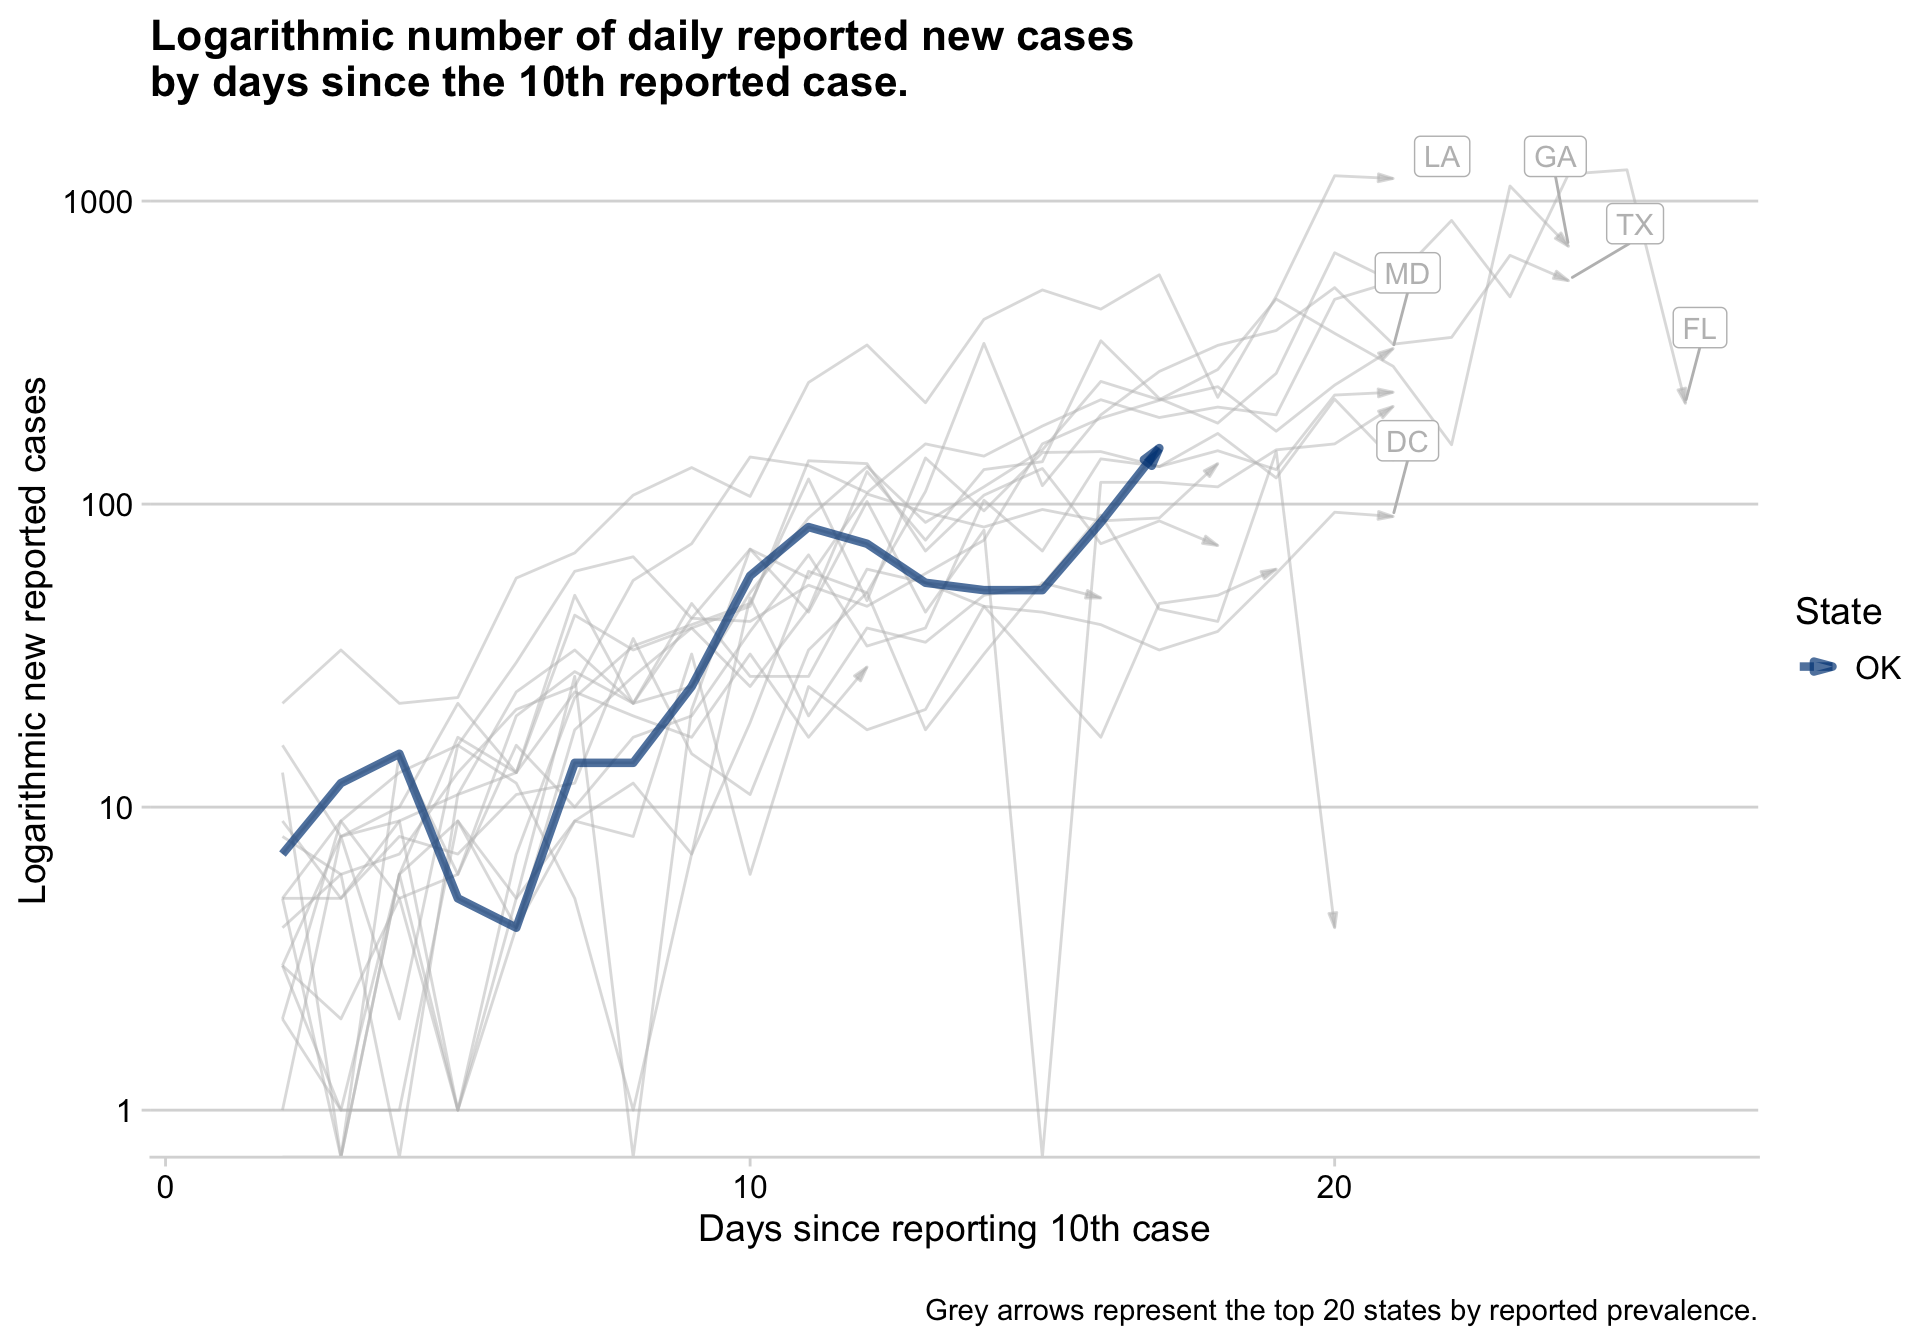 Logarithmic number of daily reported new cases
by days since the 10th reported case.
LA
GA
TX
MD
FL
DC
1000
100
10
1
Logarithmic new reported cases
State
OK
0
10
20
Days since reporting 10th case
Grey arrows represent the top 20 states by reported prevalence.